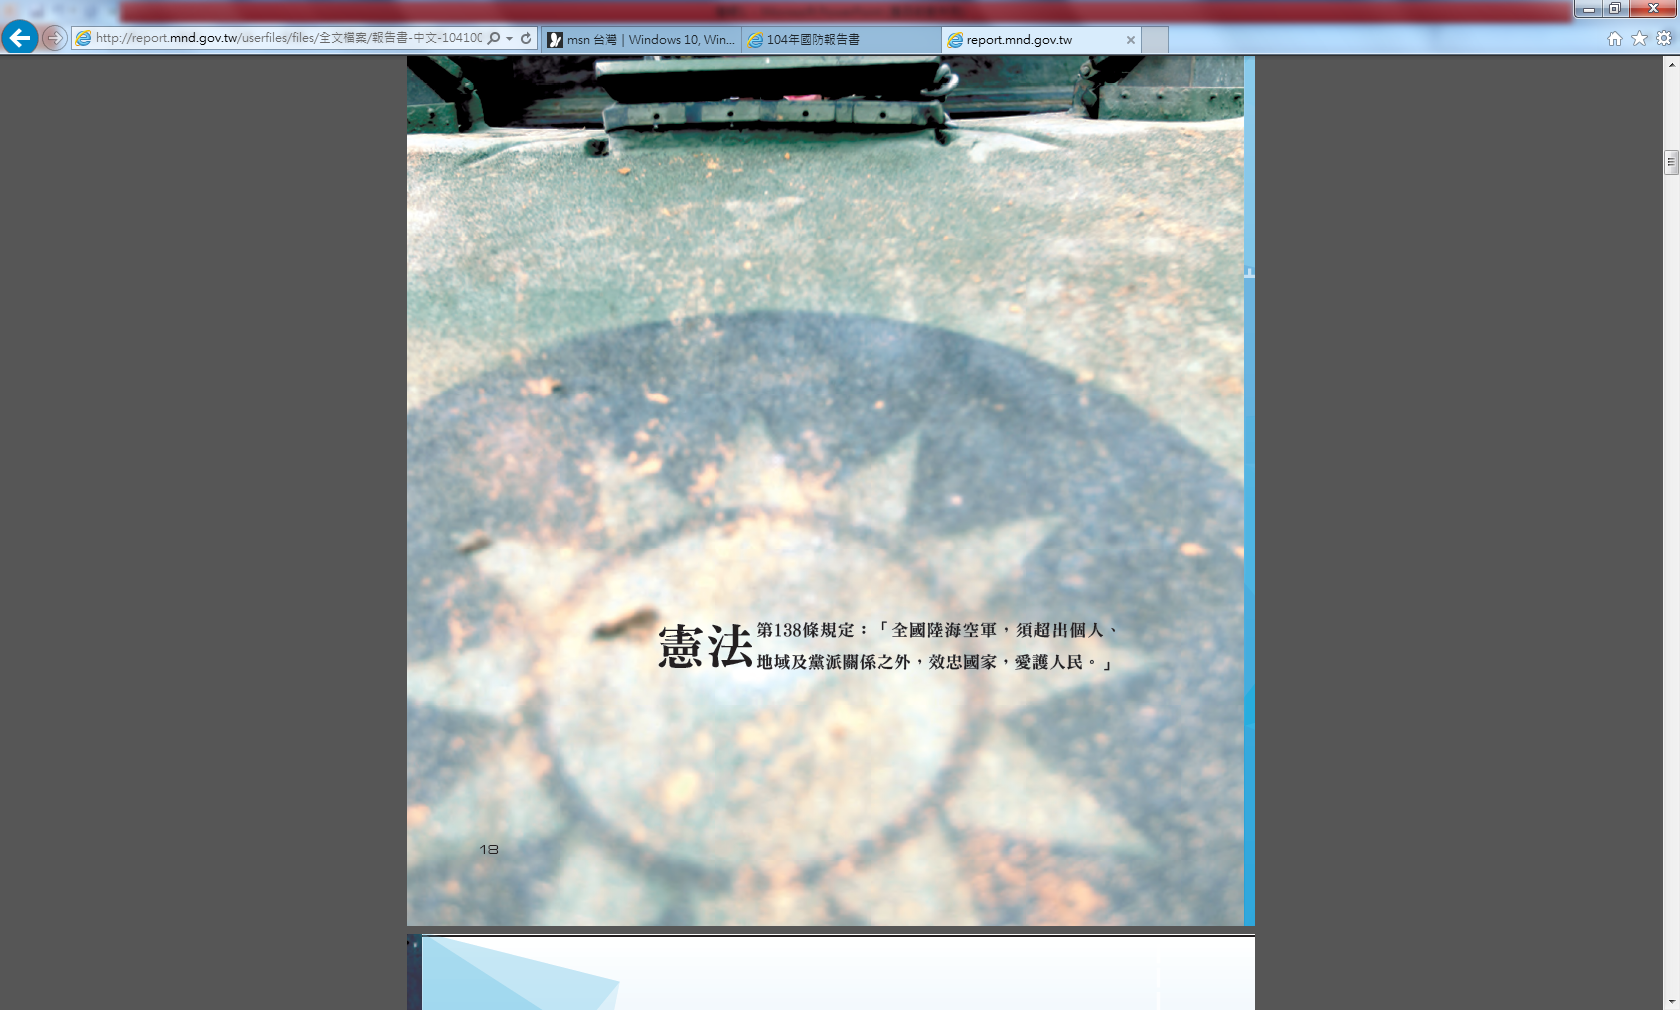 http://report.mnd.gov.tw/userfiles/files/全文檔案/報告書-中文-104100
msn 台灣 | Windows 10, Win...
104年國防報告書
report.mnd.gov.tw
憲法
第138條規定：「全國陸海空軍，須超出個人、
地域及黨派關係之外，效忠國家，愛護人民。」
18